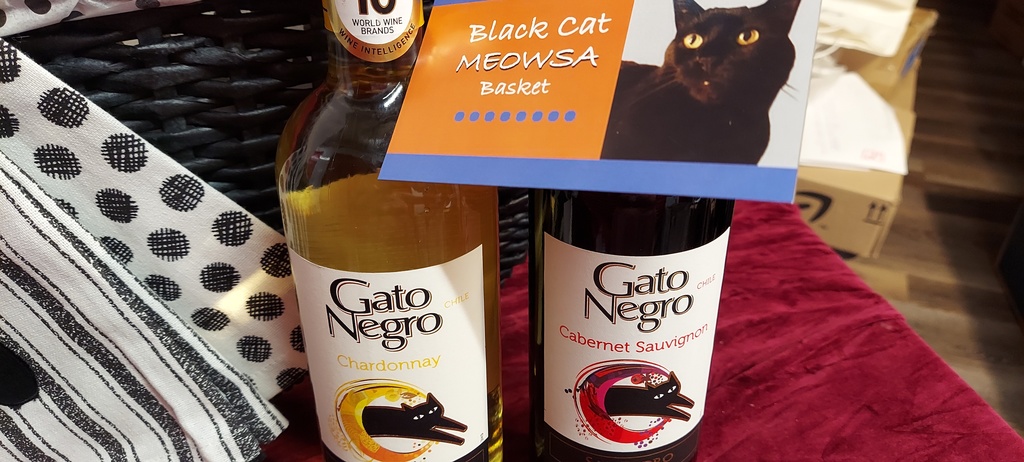 10
WORLD WINE
BRANDS
WINE INTELLIGENCE
Black Cat
MEOWSA
Basket
Gato
Negro
CHILE
Chardonnay
Gato
Negro
CHILE
Cabernet Sauvignon